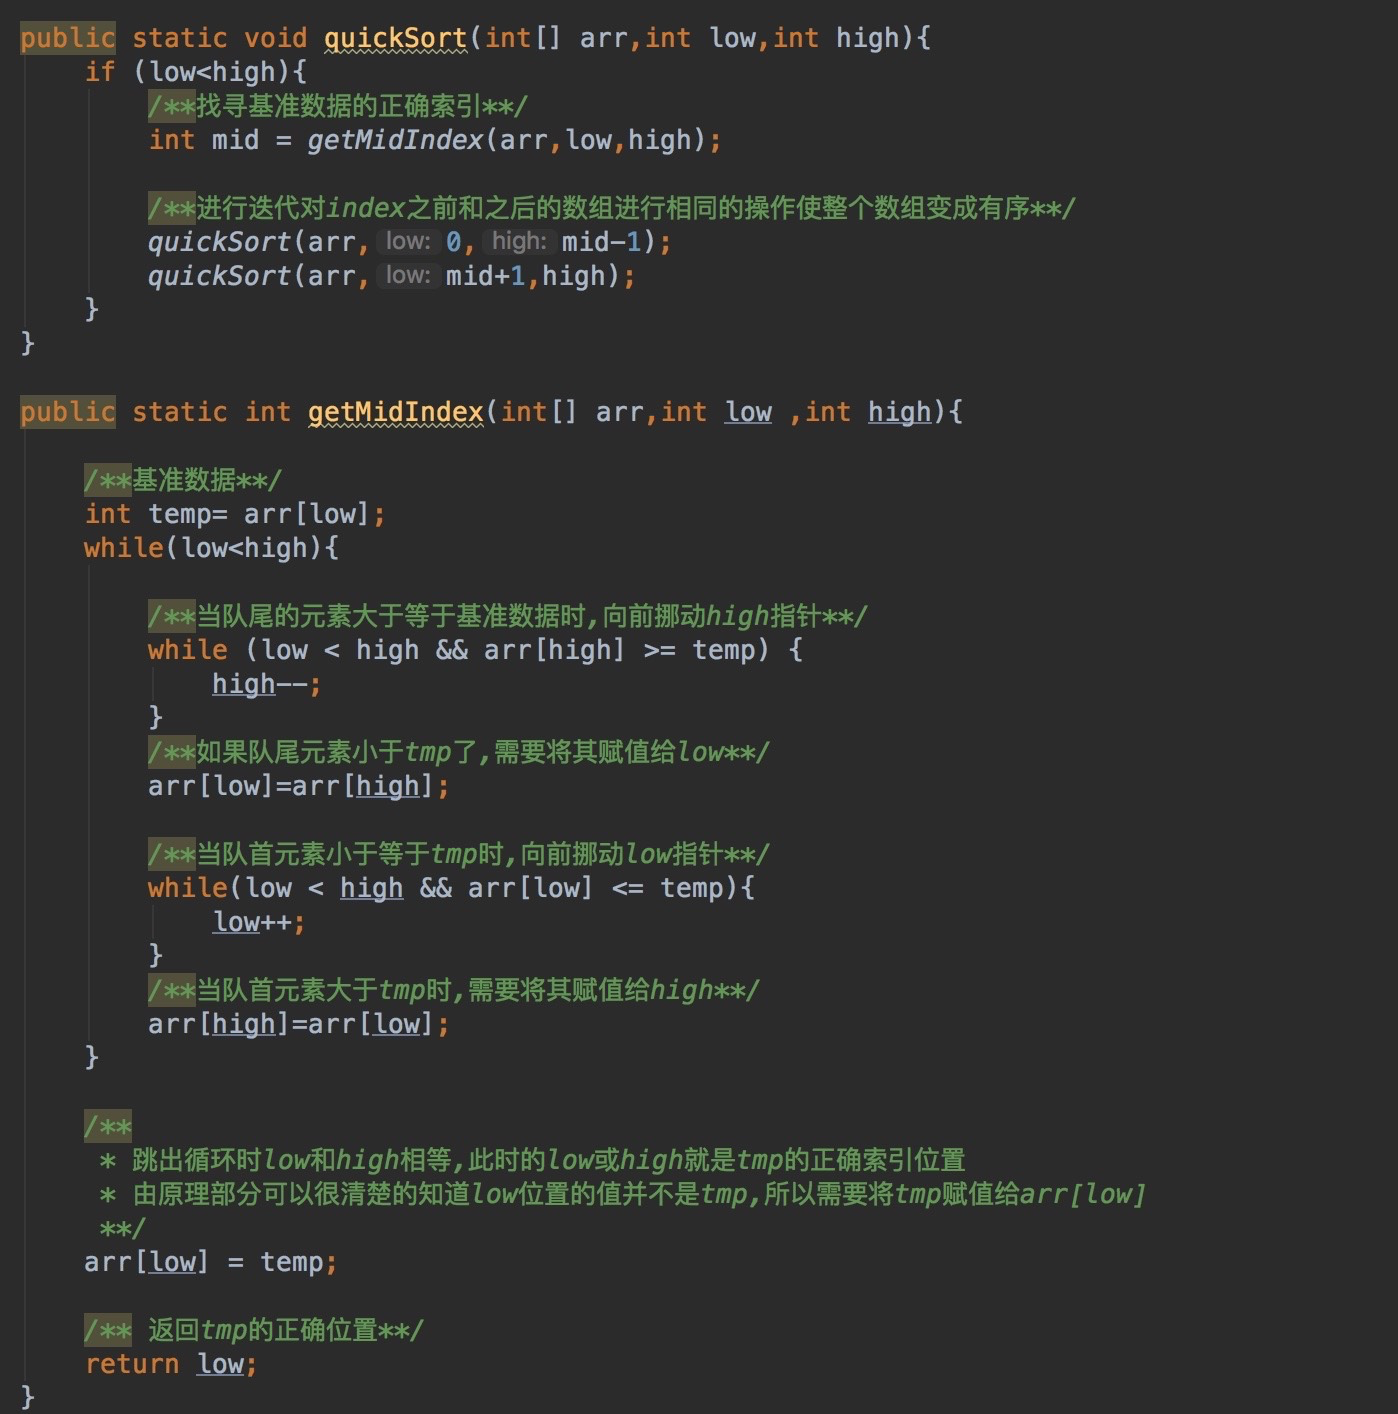 public static void quickSort(int[] arr,int low,int high){
if (low<high){
/**找寻基准数据的正确索引**/
int mid = getMidIndex(arr,low,high);
/**进行迭代对index之前和之后的数组进行相同的操作使整个数组变成有序**/
quickSort(arr, low: 0, high: mid-1);
quickSort(arr, low: mid+1,high);
}
}
public static int getMidIndex(int[] arr,int low ,int high){
/**基准数据**/
int temp= arr[low];
while(low<high){
/**当队尾的元素大于等于基准数据时,向前挪动high指针**/
while (low < high && arr[high] >= temp) {
high--;
}
/**如果队尾元素小于tmp了,需要将其赋值给low**/
arr[low]=arr[high];
/**当队首元素小于等于tmp时,向前挪动low指针**/
while(low < high && arr[low] <= temp){
low++;
}
/**当队首元素大于tmp时,需要将其赋值给high**/
arr[high]=arr[low];
}
/**
* 跳出循环时low和high相等,此时的low或high就是tmp的正确索引位置
* 由原理部分可以很清楚的知道low位置的值并不是tmp,所以需要将tmp赋值给arr[low]
**/
arr[low] = temp;
/** 返回tmp的正确位置**/
return low;
}